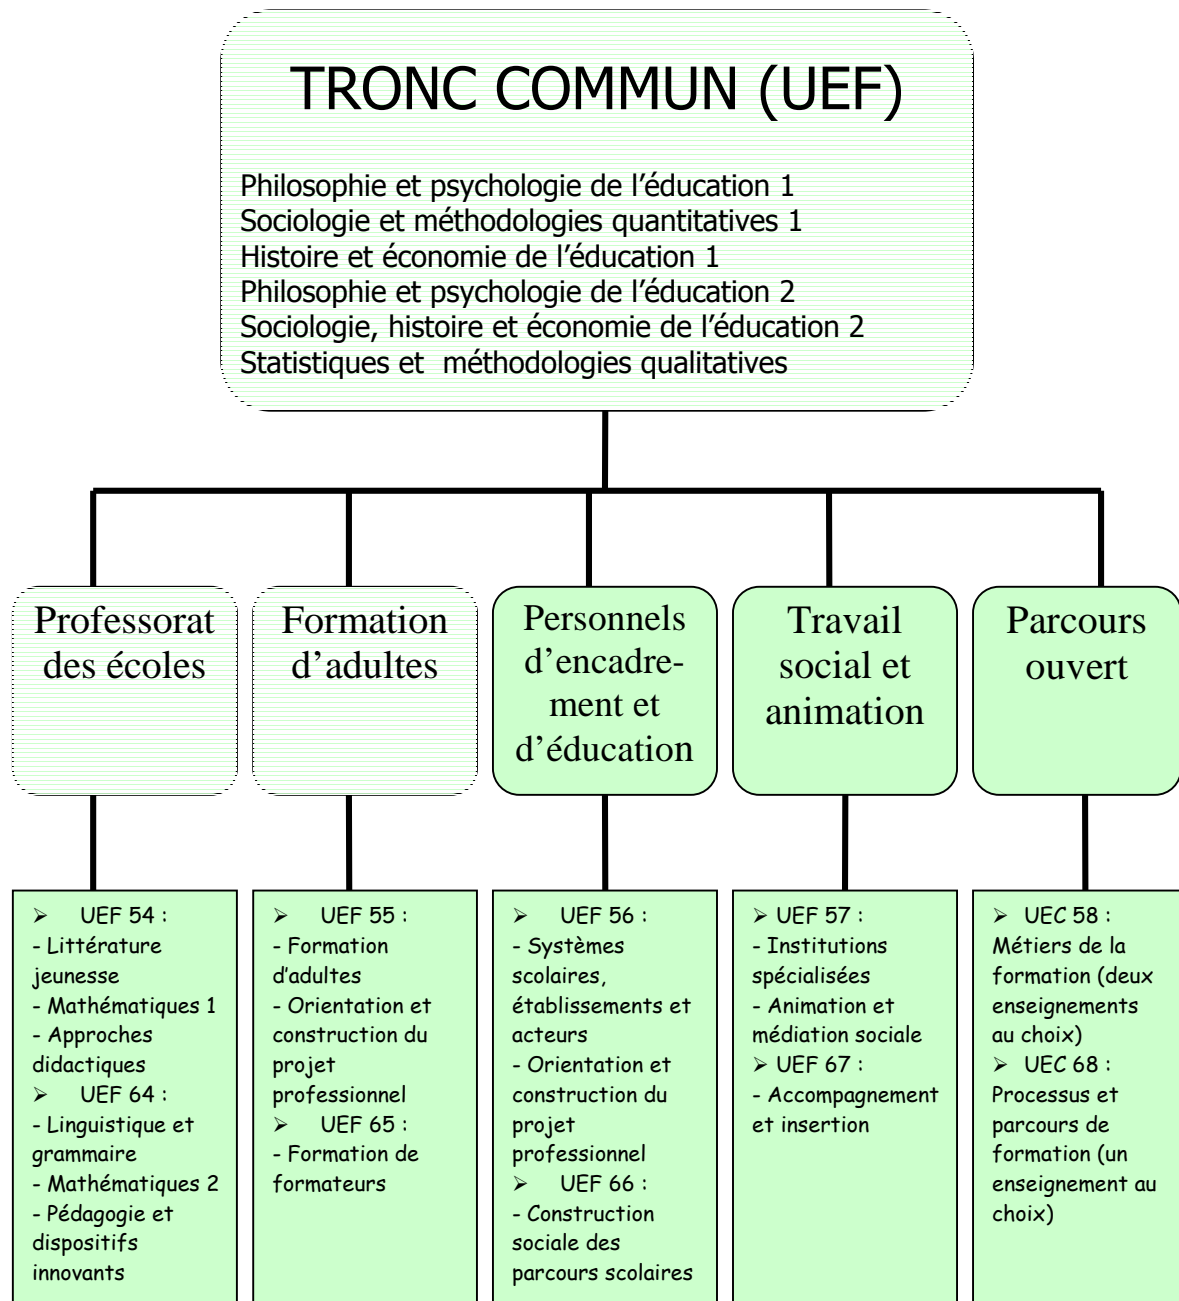 TRONC COMMUN (UEF)
Philosophie et psychologie de l’éducation 1
Sociologie et méthodologies quantitatives 1
Histoire et économie de l’éducation 1
Philosophie et psychologie de l’éducation 2
Sociologie, histoire et économie de l’éducation 2
Statistiques et  méthodologies qualitatives
Professorat
des écoles
Formation
d’adultes
Personnels
d’encadre-
ment et
d’éducation
Travail
social et
animation
Parcours
ouvert
➢ UEF 54 :
- Littérature
jeunesse
- Mathématiques 1
- Approches
didactiques
➢ UEF 64 :
- Linguistique et
grammaire
- Mathématiques 2
- Pédagogie et
dispositifs
innovants
➢ UEF 55 :
- Formation
d’adultes
- Orientation et
construction du
projet
professionnel
➢ UEF 65 :
- Formation de
formateurs
➢ UEF 56 :
- Systèmes
scolaires,
établissements et
acteurs
- Orientation et
construction du
projet
professionnel
➢ UEF 66 :
- Construction
sociale des
parcours scolaires
➢ UEF 57 :
- Institutions
spécialisées
- Animation et
médiation sociale
➢ UEF 67 :
- Accompagnement
et insertion
➢ UEC 58 :
Métiers de la
formation (deux
enseignements
au choix)
➢ UEC 68 :
Processus et
parcours de
formation (un
enseignement au
choix)